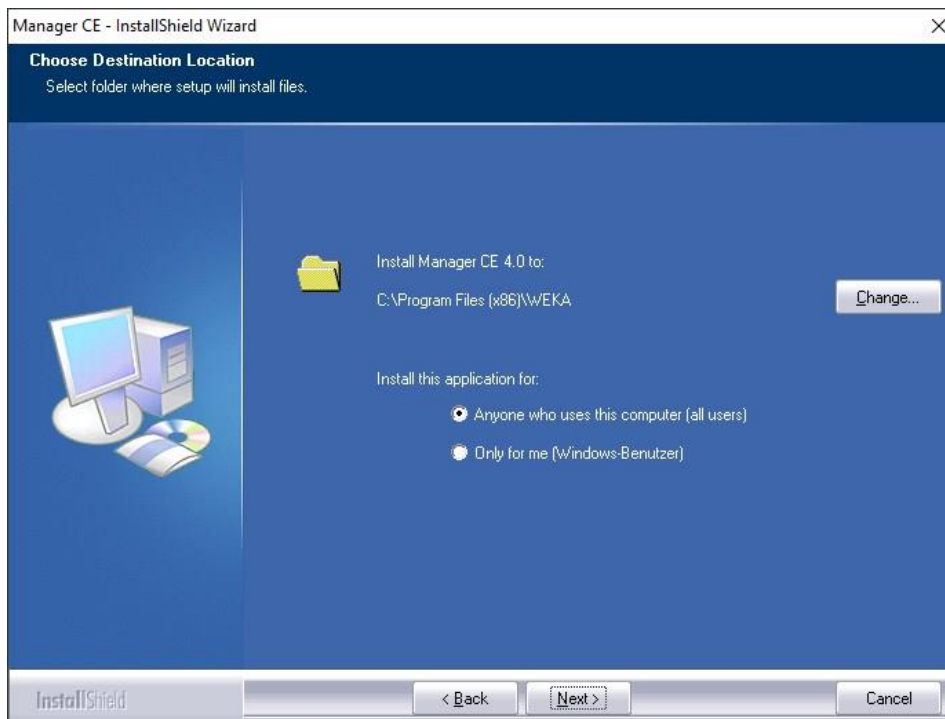 Manager CE - InstallShield Wizard
Choose Destination Location
Select folder where setup will install files.
Install Manager CE 4.0 to:
C:\Program Files (x86)\WEKA
Change...
Install this application for:
Anyone who uses this computer (all users)
Only for me (Windows-Benutzer)
InstallShield
< Back
Next >
Cancel